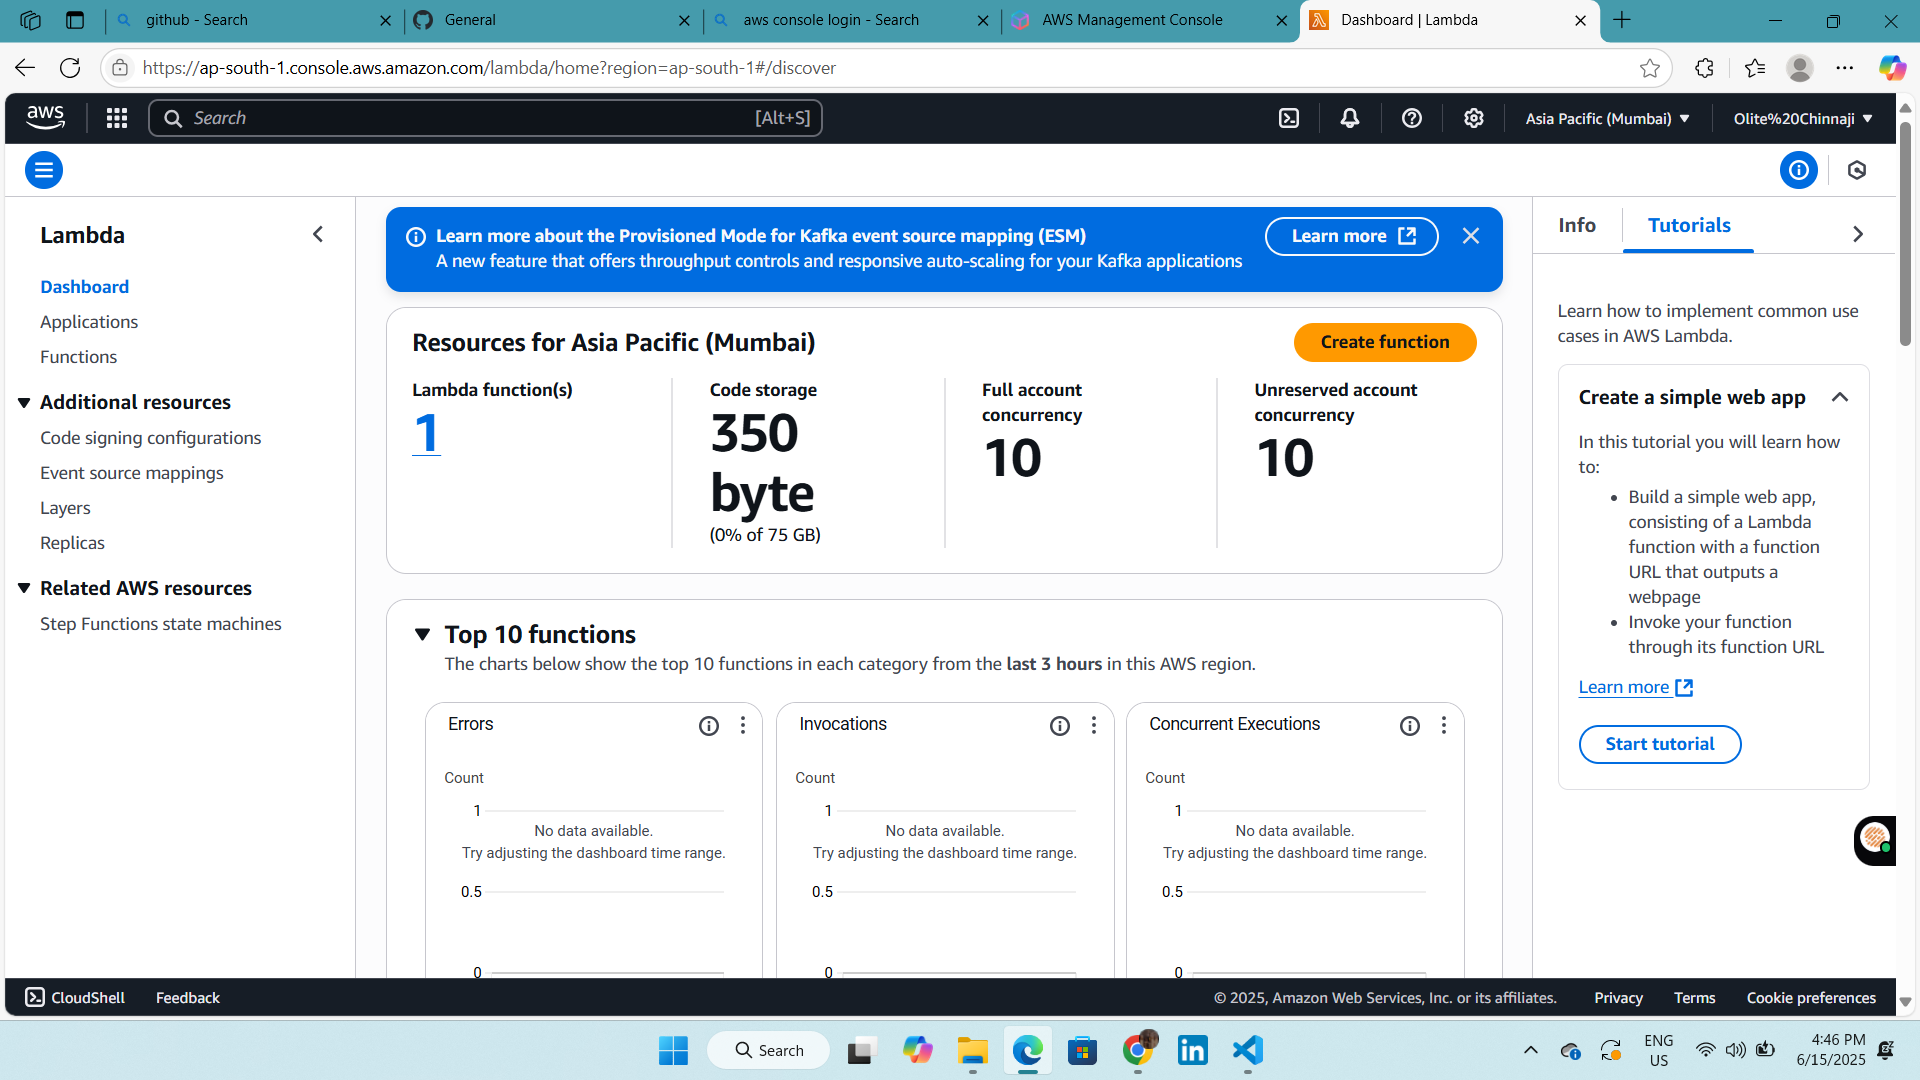 github - Search
General
aws console login - Search
AWS Management Console
Dashboard | Lambda
https://ap-south-1.console.aws.amazon.com/lambda/home?region=ap-south-1#/discover
aws
Search
[Alt+S]
Asia Pacific (Mumbai)
Olite%20Chinnaji
Lambda
Dashboard
Applications
Functions
Additional resources
Code signing configurations
Event source mappings
Layers
Replicas
Related AWS resources
Step Functions state machines
Learn more about the Provisioned Mode for Kafka event source mapping (ESM)
A new feature that offers throughput controls and responsive auto-scaling for your Kafka applications
Learn more
Resources for Asia Pacific (Mumbai)
Create function
Lambda function(s)
1
Code storage
350
byte
(0% of 75 GB)
Full account
concurrency
10
Unreserved account
concurrency
10
Top 10 functions
The charts below show the top 10 functions in each category from the last 3 hours in this AWS region.
Errors
Count
1
No data available.
Try adjusting the dashboard time range.
0.5
0
Invocations
Count
1
No data available.
Try adjusting the dashboard time range.
0.5
0
Concurrent Executions
Count
1
No data available.
Try adjusting the dashboard time range.
0.5
0
Info
Tutorials
Learn how to implement common use
cases in AWS Lambda.
Create a simple web app
In this tutorial you will learn how
to:
• Build a simple web app,
consisting of a Lambda
function with a function
URL that outputs a
webpage
• Invoke your function
through its function URL
Learn more
Start tutorial
CloudShell
Feedback
© 2025, Amazon Web Services, Inc. or its affiliates.
Privacy
Terms
Cookie preferences
Search
ENG
US
4:46 PM
6/15/2025